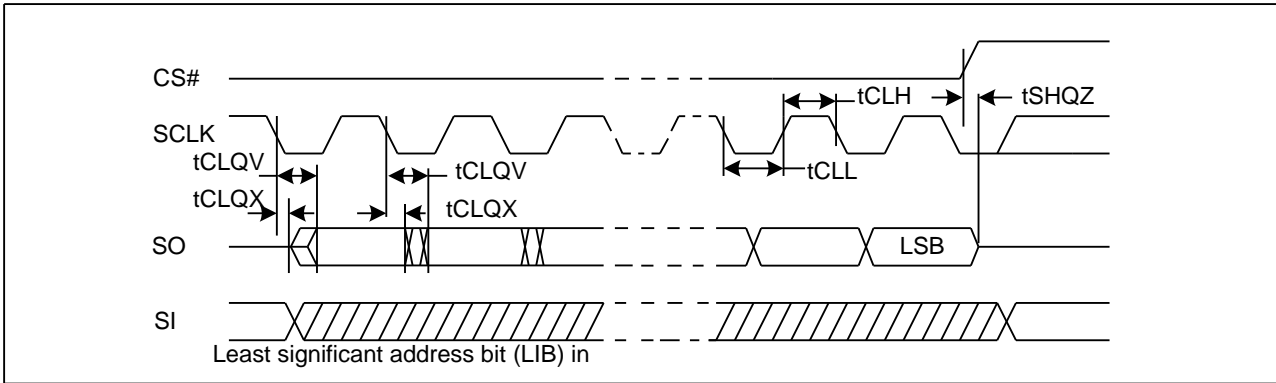 CS#
tCLH
tSHQZ
SCLK
tCLQV
tCLQV
tCLL
tCLQX
tCLQX
SO
LSB
SI
Least significant address bit (LIB) in